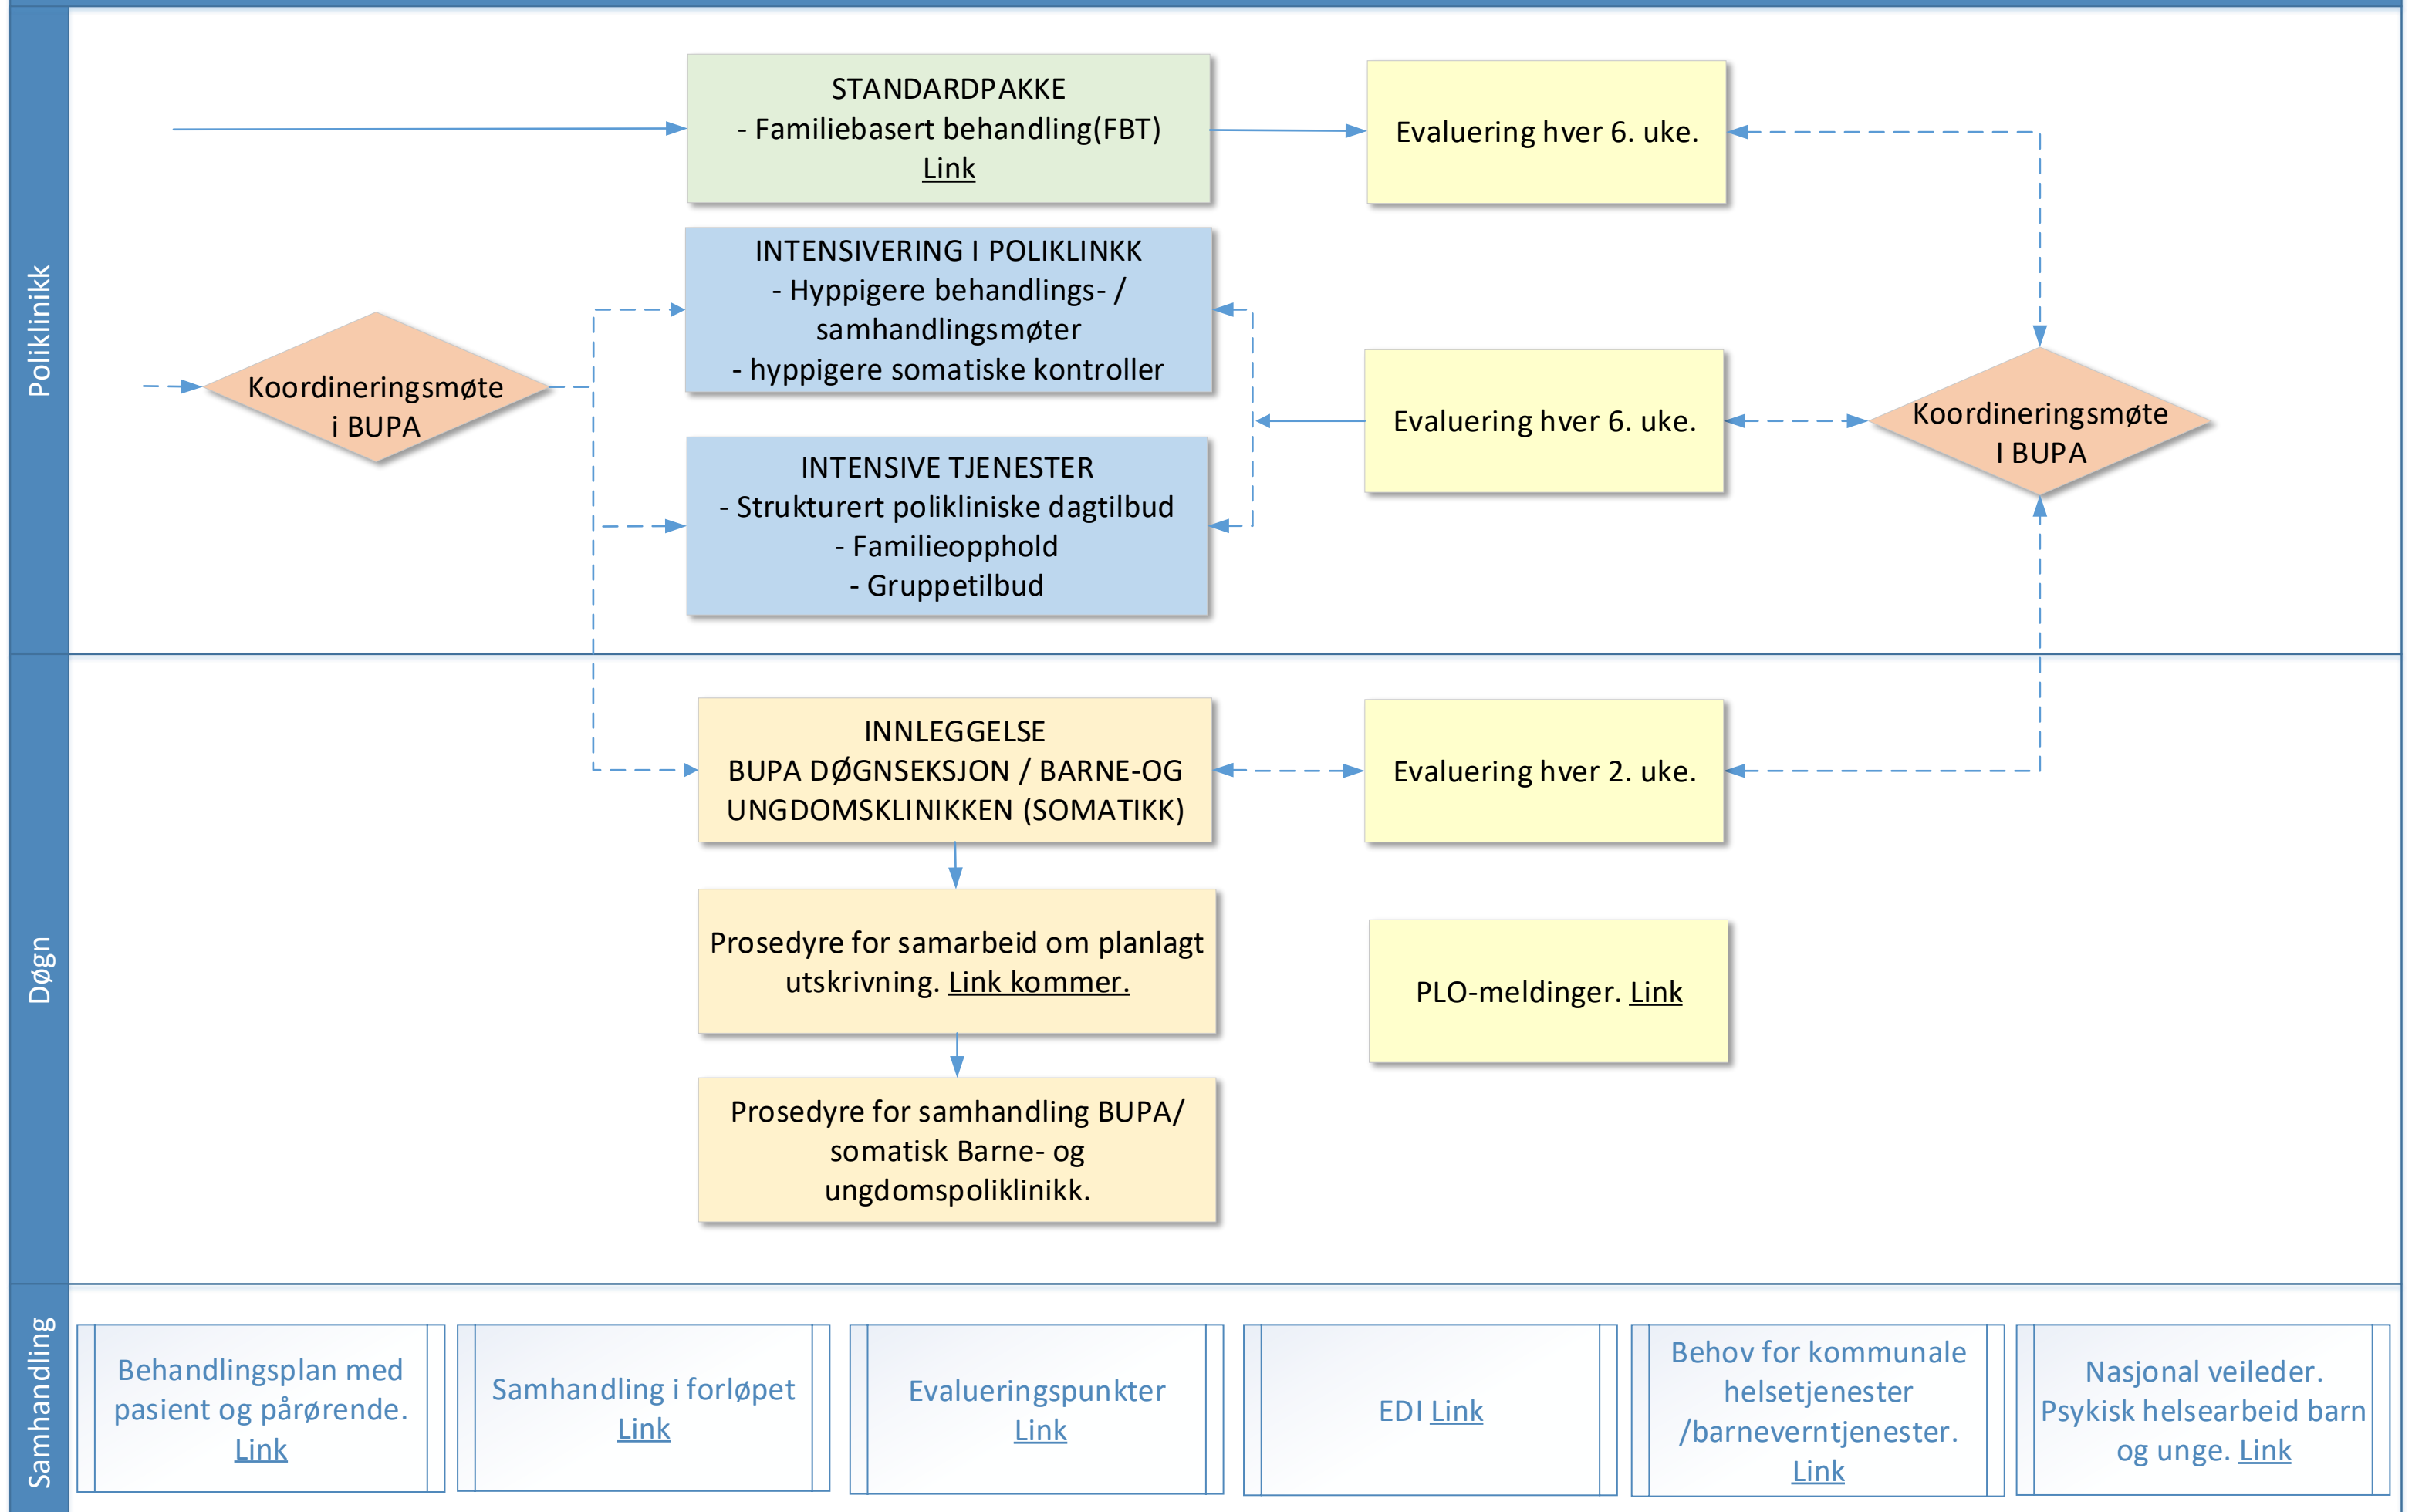 Poliklinikk
STANDARDPAKKE
- Familiebasert behandling(FBT)
Link
Evaluering hver 6. uke.
INTENSIVERING I POLIKLINKK
- Hyppigere behandlings- /
samhandlingsmøter
- hyppigere somatiske kontroller
Koordineringsmøte
i BUPA
Evaluering hver 6. uke.
Koordineringsmøte
I BUPA
INTENSIVE TJENESTER
- Strukturert polikliniske dagtilbud
- Familieopphold
- Gruppetilbud
Døgn
INNLEGGELSE
BUPA DØGNSEKSJON / BARNE-OG
UNGDOMSKLINIKKEN (SOMATIKK)
Evaluering hver 2. uke.
Prosedyre for samarbeid om planlagt
utskrivning. Link kommer.
PLO-meldinger. Link
Prosedyre for samhandling BUPA/
somatisk Barne- og
ungdomspoliklinikk.
Samhandling
Behandlingsplan med
pasient og pårørende.
Link
Samhandling i forløpet
Link
Evalueringspunkter
Link
EDI Link
Behov for kommunale
helsetjenester
/barneverntjenester.
Link
Nasjonal veileder.
Psykisk helsearbeid barn
og unge. Link